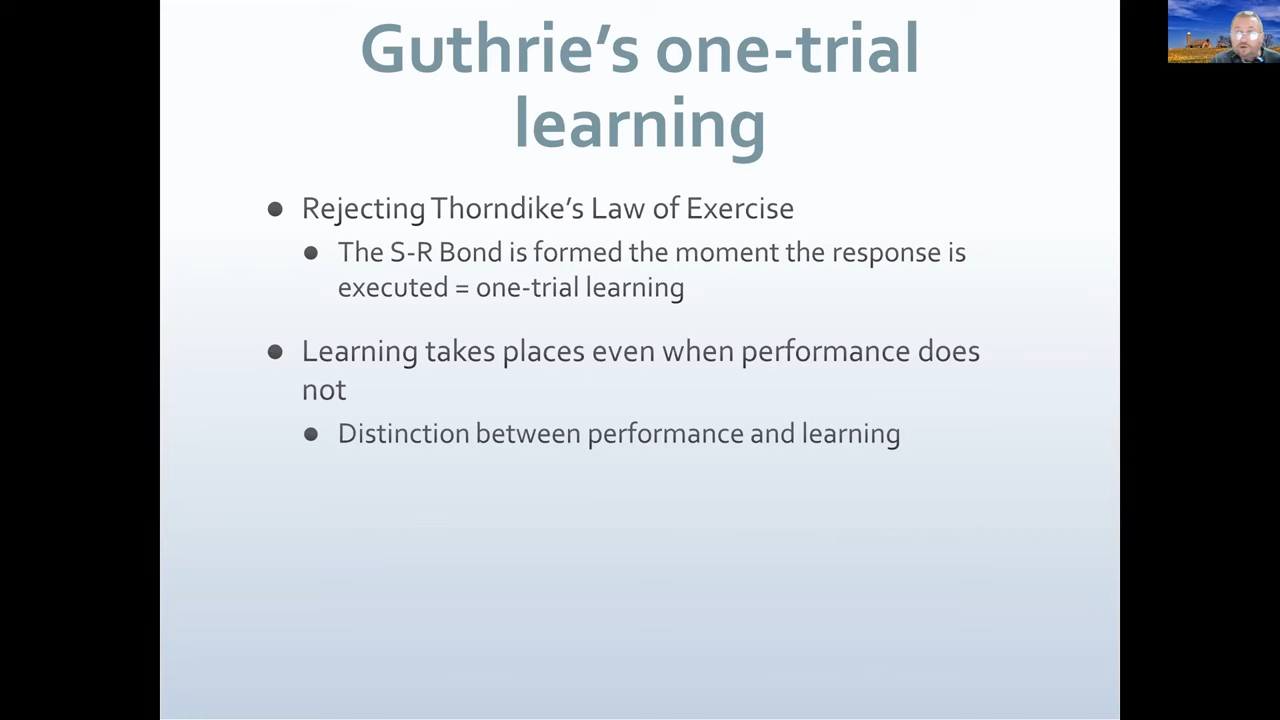 Guthrie’s one-trial
learning
● Rejecting Thorndike’s Law of Exercise
● The S-R Bond is formed the moment the response is
executed = one-trial learning
● Learning takes places even when performance does
not
● Distinction between performance and learning